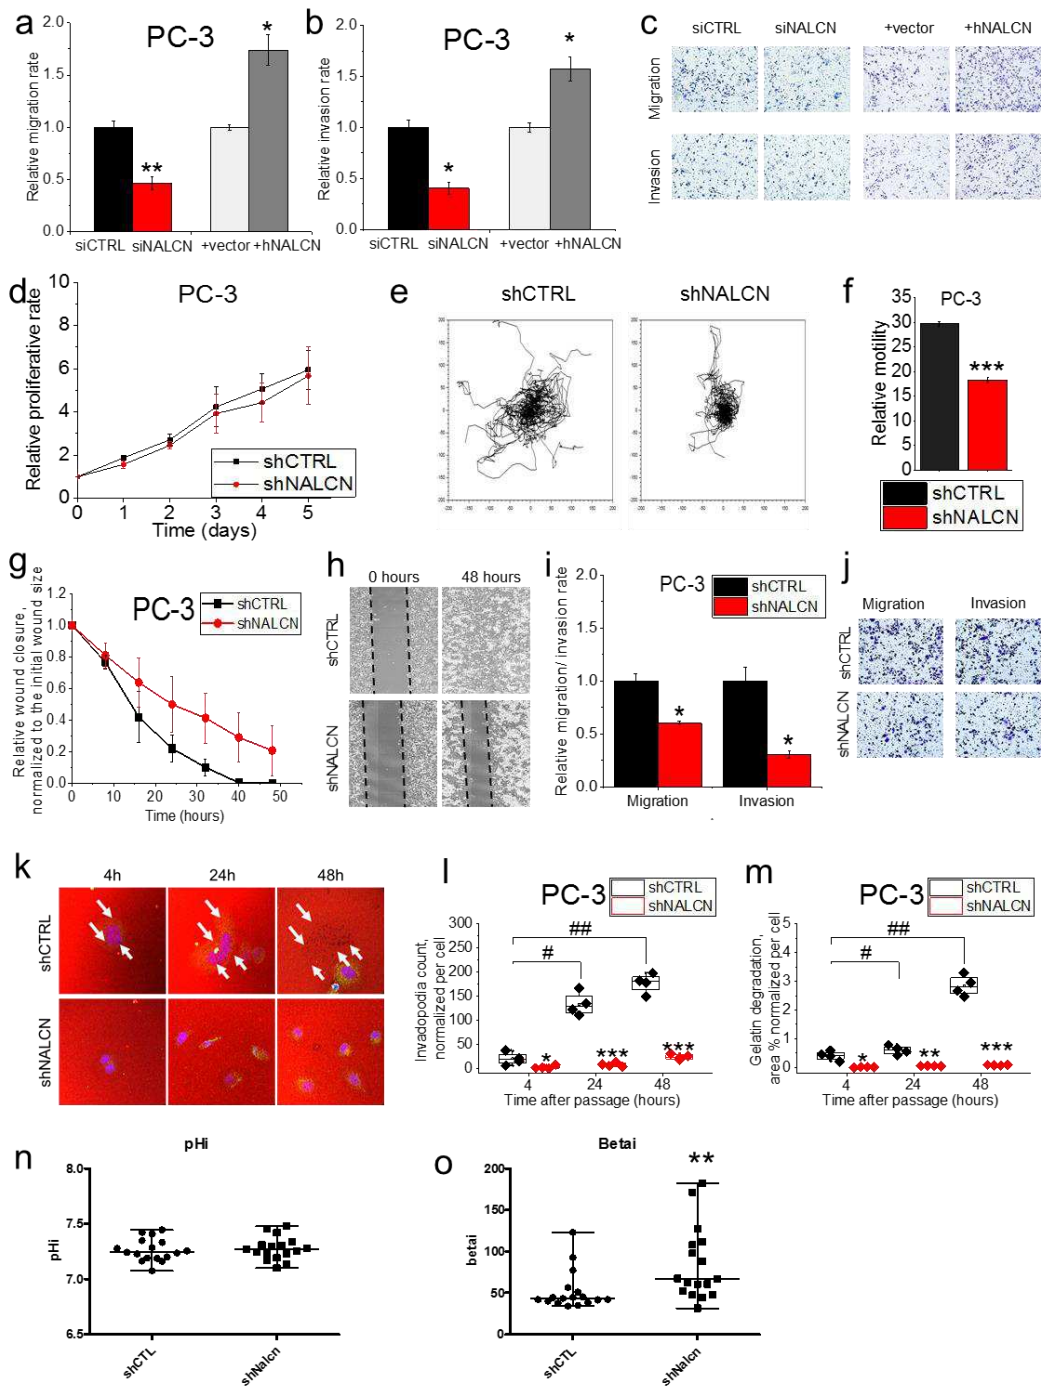 a
PC-3
Relative migration rate
2.0
1.5
1.0
0.5
0.0
*
**
siCTRL siNALCN +vector +hNALCN
b
PC-3
Relative invasion rate
2.0
1.5
1.0
0.5
0.0
*
*
siCTRL siNALCN +vector +hNALCN
c
siCTRL siNALCN +vector +hNALCN
Migration
Invasion
d
PC-3
Relative proliferative rate
10
8
6
4
2
0
0 1 2 3 4 5
Time (days)
shCTRL
shNALCN
e
shCTRL shNALCN
f
PC-3
Relative motility
35
30
25
20
15
10
5
0
***
shCTRL
shNALCN
g
PC-3
shCTRL
shNALCN
Relative wound closure,
normalized to the initial wound size
1.2
1.0
0.8
0.6
0.4
0.2
0.0
0 10 20 30 40 50
Time (hours)
h
0 hours 48 hours
shCTRL
shNALCN
i
PC-3
shCTRL
shNALCN
Relative migration/ invasion rate
2.0
1.5
1.0
0.5
0.0
*
*
Migration Invasion
j
Migration Invasion
shCTRL
shNALCN
k
4h 24h 48h
shCTRL
shNALCN
l
PC-3
shCTRL
shNALCN
Invadopodia count,
normalized per cell
300
250
200
150
100
50
0
##
#
* *** ***
4 24 48
Time after passage (hours)
m
PC-3
shCTRL
shNALCN
Gelatin degradation,
area % normalized per cell
5
4
3
2
1
0
##
#
* ** ***
4 24 48
Time after passage (hours)
n
pHi
pHi
8.0
7.5
7.0
6.5
shCTL shNalcn
o
Betai
**
betai
200
150
100
50
0
shCTL shNalcn